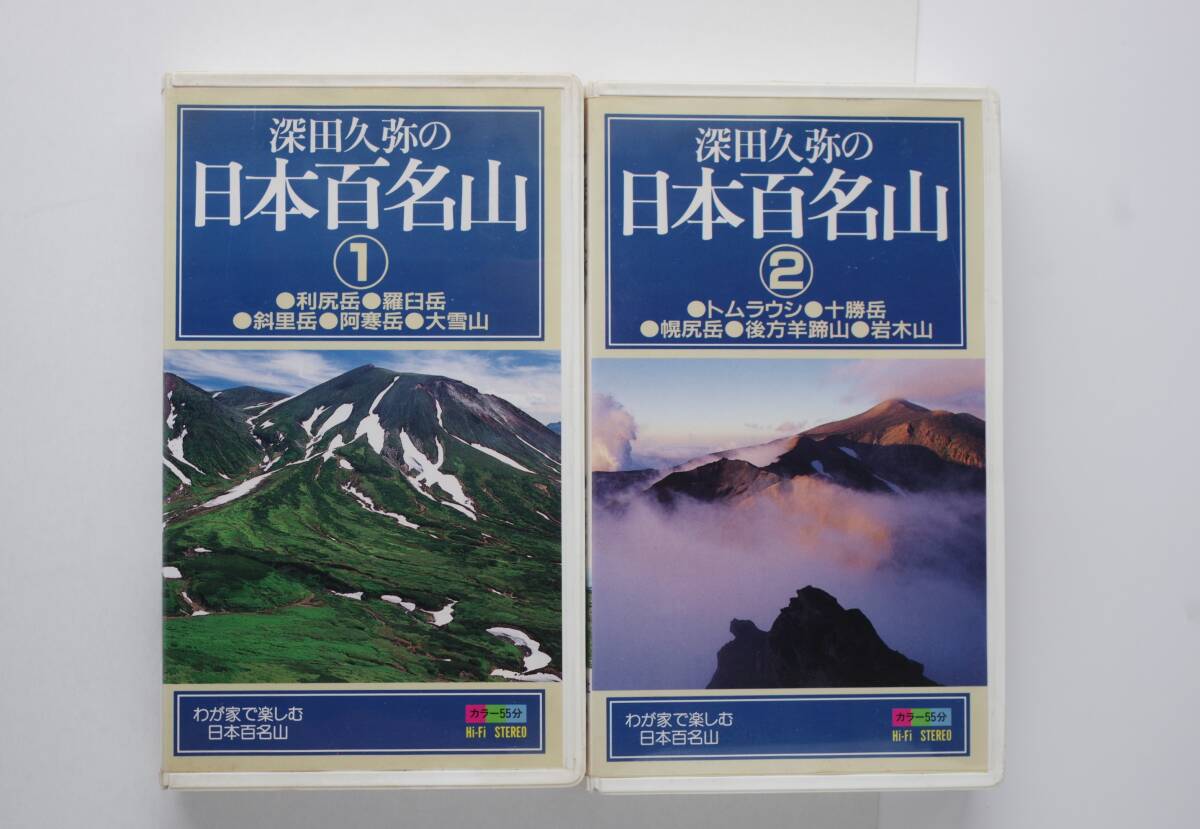 深田久弥の
日本百名山
1
●利尻岳●羅臼岳
●斜里岳●阿寒岳●大雪山
わが家で楽しむ
日本百名山
カラー55分
Hi-Fi STEREO
深田久弥の
日本百名山
2
●トムラウシ●十勝岳
●幌尻岳●後方羊蹄山●岩木山
わが家で楽しむ
日本百名山
カラー55分
Hi-Fi STEREO